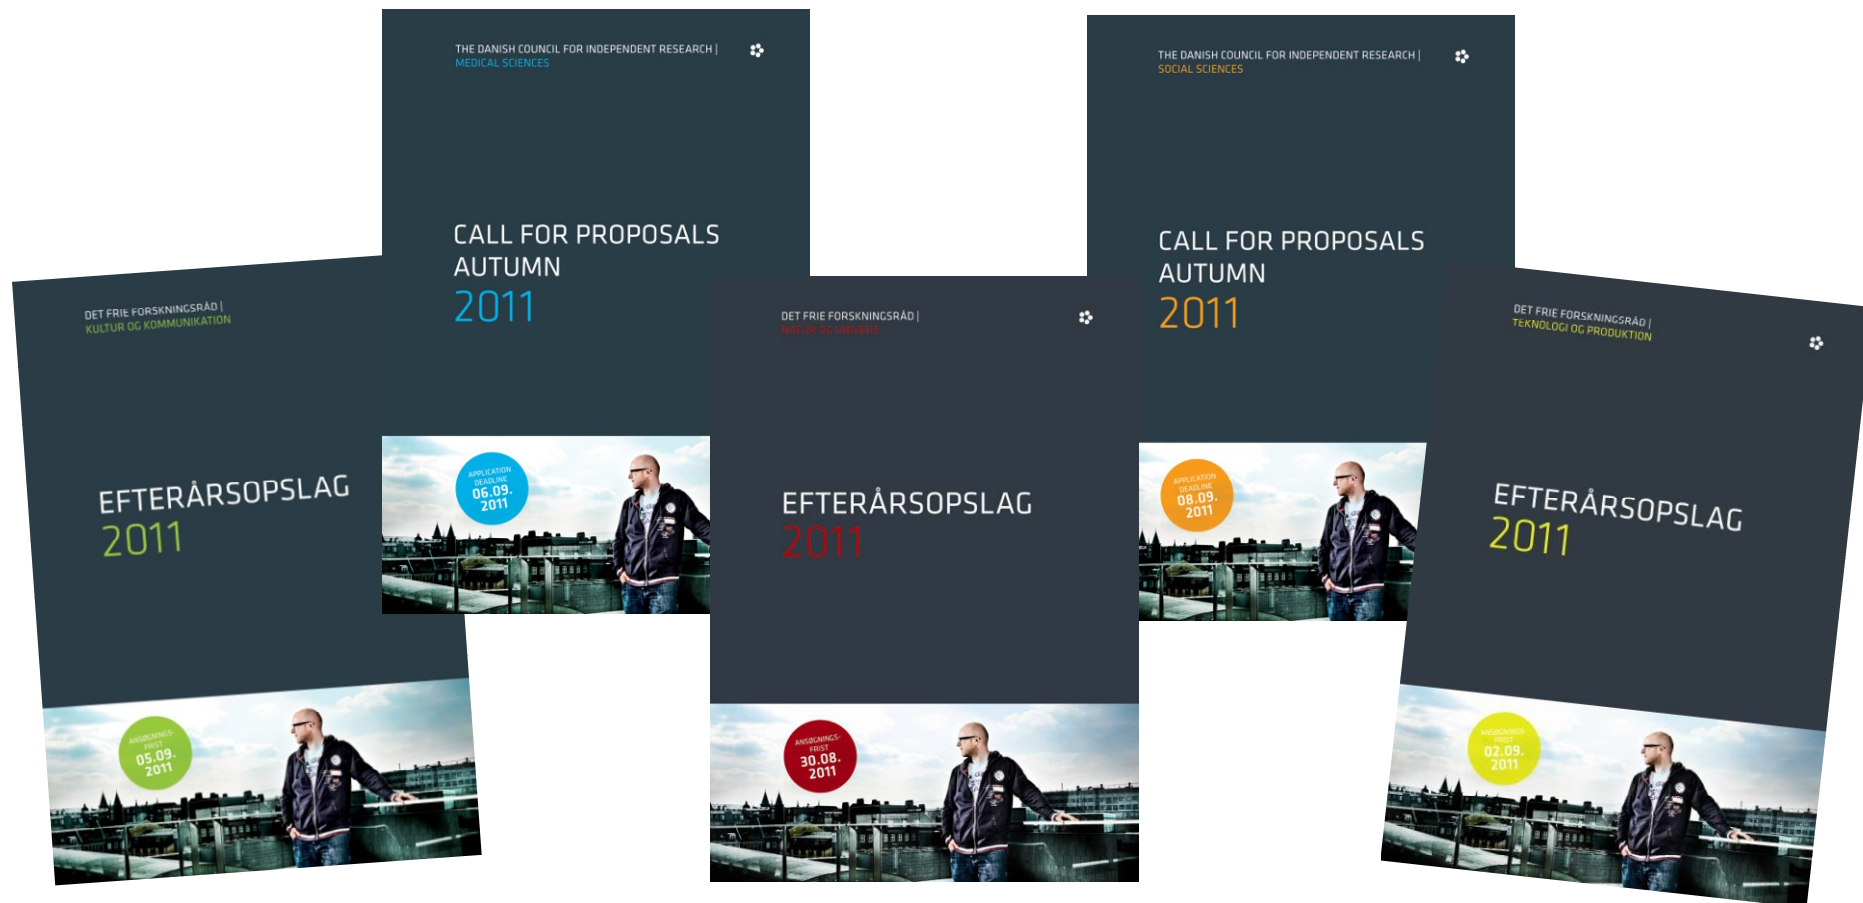 DET FRIE FORSKNINGSRÅD |
KULTUR OG KOMMUNIKATION
EFTERÅRSOPSLAG
2011
ANSØGNINGS-
FRIST
05.09.
2011
THE DANISH COUNCIL FOR INDEPENDENT RESEARCH |
MEDICAL SCIENCES
CALL FOR PROPOSALS
AUTUMN
2011
APPLICATION
DEADLINE
06.09.
2011
DET FRIE FORSKNINGSRÅD |
NATUR OG UNIVERS
EFTERÅRSOPSLAG
2011
ANSØGNINGS-
FRIST
30.08.
2011
THE DANISH COUNCIL FOR INDEPENDENT RESEARCH |
SOCIAL SCIENCES
CALL FOR PROPOSALS
AUTUMN
2011
APPLICATION
DEADLINE
08.09.
2011
DET FRIE FORSKNINGSRÅD |
TEKNOLOGI OG PRODUKTION
EFTERÅRSOPSLAG
2011
ANSØGNINGS-
FRIST
02.09.
2011